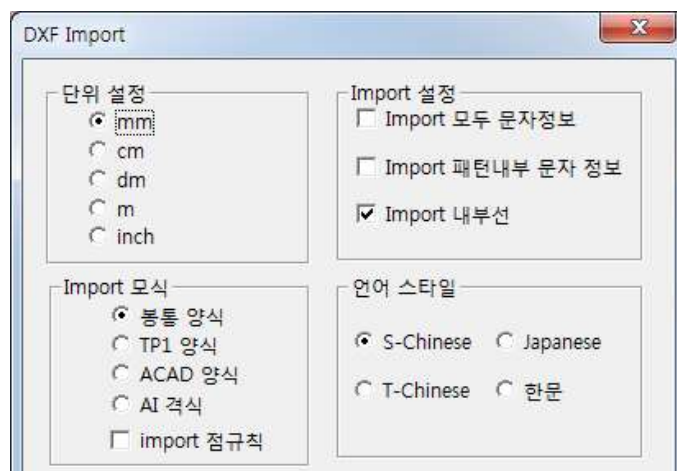 DXF Import
단위 설정
mm
cm
dm
m
inch
Import 설정
Import 모두 문자정보
Import 패턴내부 문자 정보
Import 내부선
Import 모식
봉통 양식
TP1 양식
ACAD 양식
AI 격식
import 점규칙
언어 스타일
S-Chinese
Japanese
T-Chinese
한문